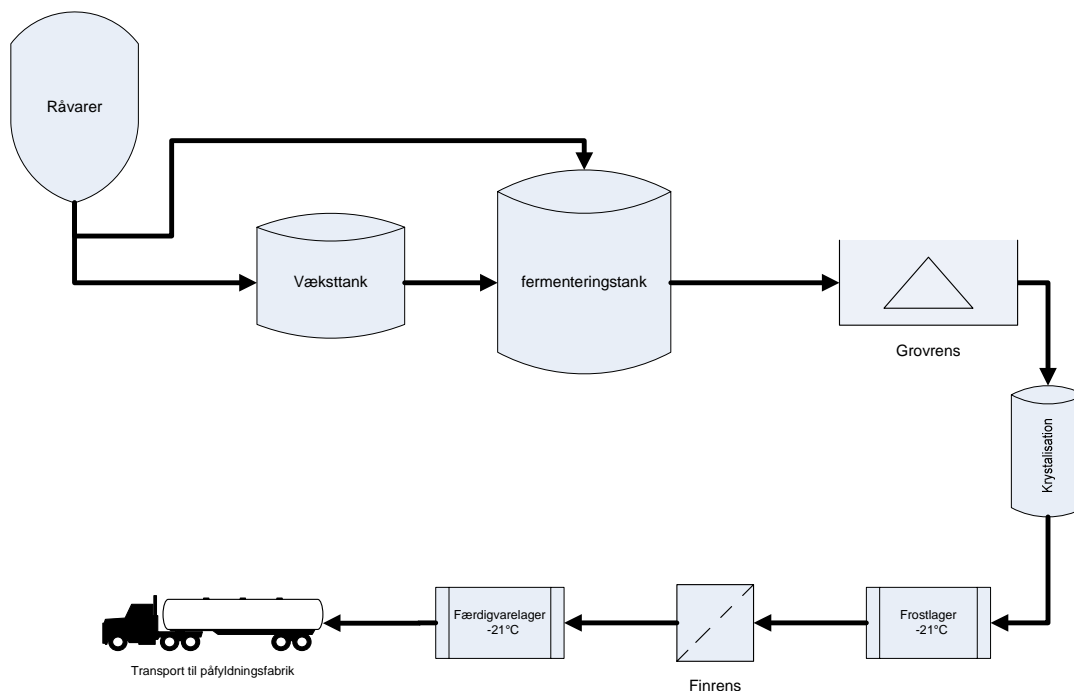 Råvarer
Væksttank
fermenteringstank
Grovrens
Krystalisation
Frostlager
-21°C
Finrens
Færdigvarelager
-21°C
Transport til påfyldningsfabrik